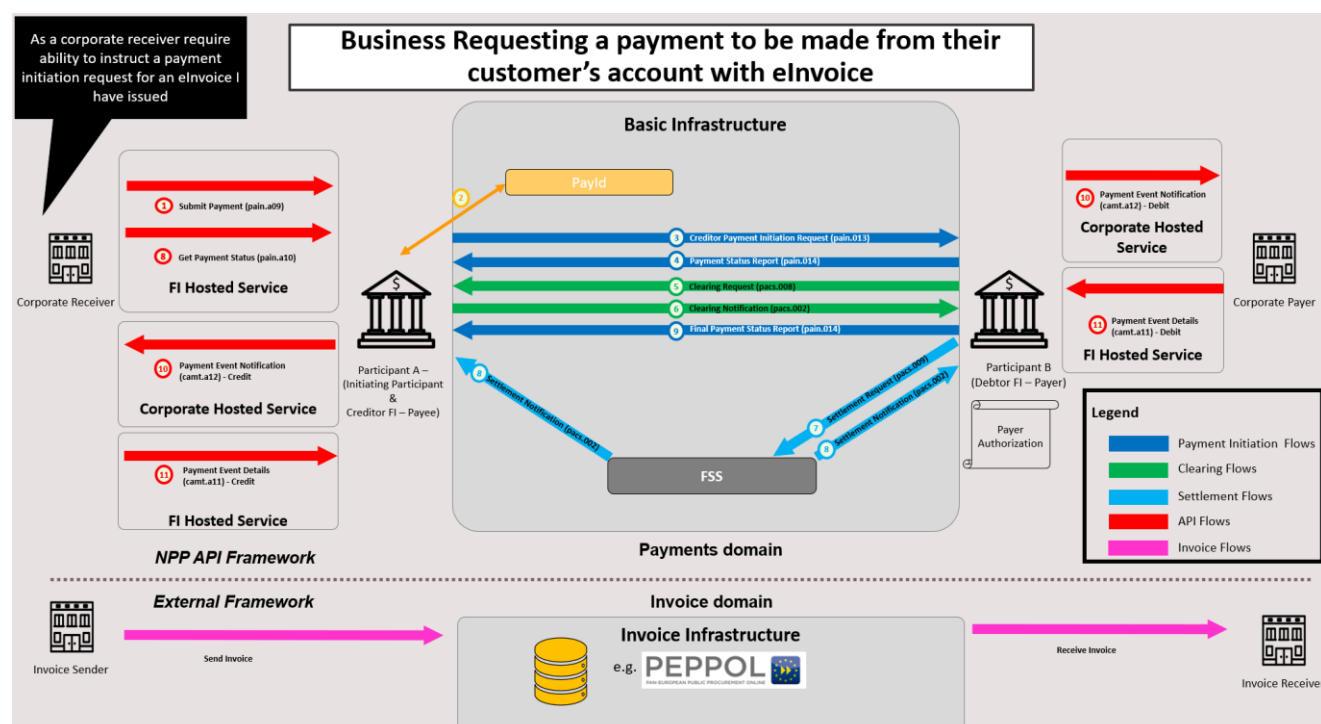 As a corporate receiver require
ability to instruct a payment
initiation request for an eInvoice I
have issued
Business Requesting a payment to be made from their
customer's account with eInvoice
Basic Infrastructure
PayId
2
1 Submit Payment (pain.a09)
8 Get Payment Status (pain.a10)
FI Hosted Service
Corporate Receiver
10 Payment Event Notification
(camt.a12) - Credit
Corporate Hosted Service
11 Payment Event Details
(camt.a11) - Credit
FI Hosted Service
NPP API Framework
$
Participant A –
(Initiating Participant
&
Creditor FI – Payee)
3 Creditor Payment Initiation Request (pain.013)
4 Payment Status Report (pain.014)
5 Clearing Request (pacs.008)
6 Clearing Notification (pacs.002)
9 Final Payment Status Report (pain.014)
8 Settlement Notification (pacs.002)
7 Settlement Request (pacs.009)
8 Settlement Notification (pacs.002)
FSS
Payments domain
$
Participant B
(Debtor FI – Payer)
Payer
Authorization
10 Payment Event Notification
(camt.a12) - Debit
Corporate Hosted
Service
11 Payment Event Details
(camt.a11) - Debit
FI Hosted Service
Corporate Payer
Legend
Payment Initiation Flows
Clearing Flows
Settlement Flows
API Flows
Invoice Flows
External Framework
Invoice domain
Invoice Sender
Send Invoice
Invoice Infrastructure
e.g. PEPPOL
PAN-EUROPEAN PUBLIC PROCUREMENT ONLINE
Receive Invoice
Invoice Receiver